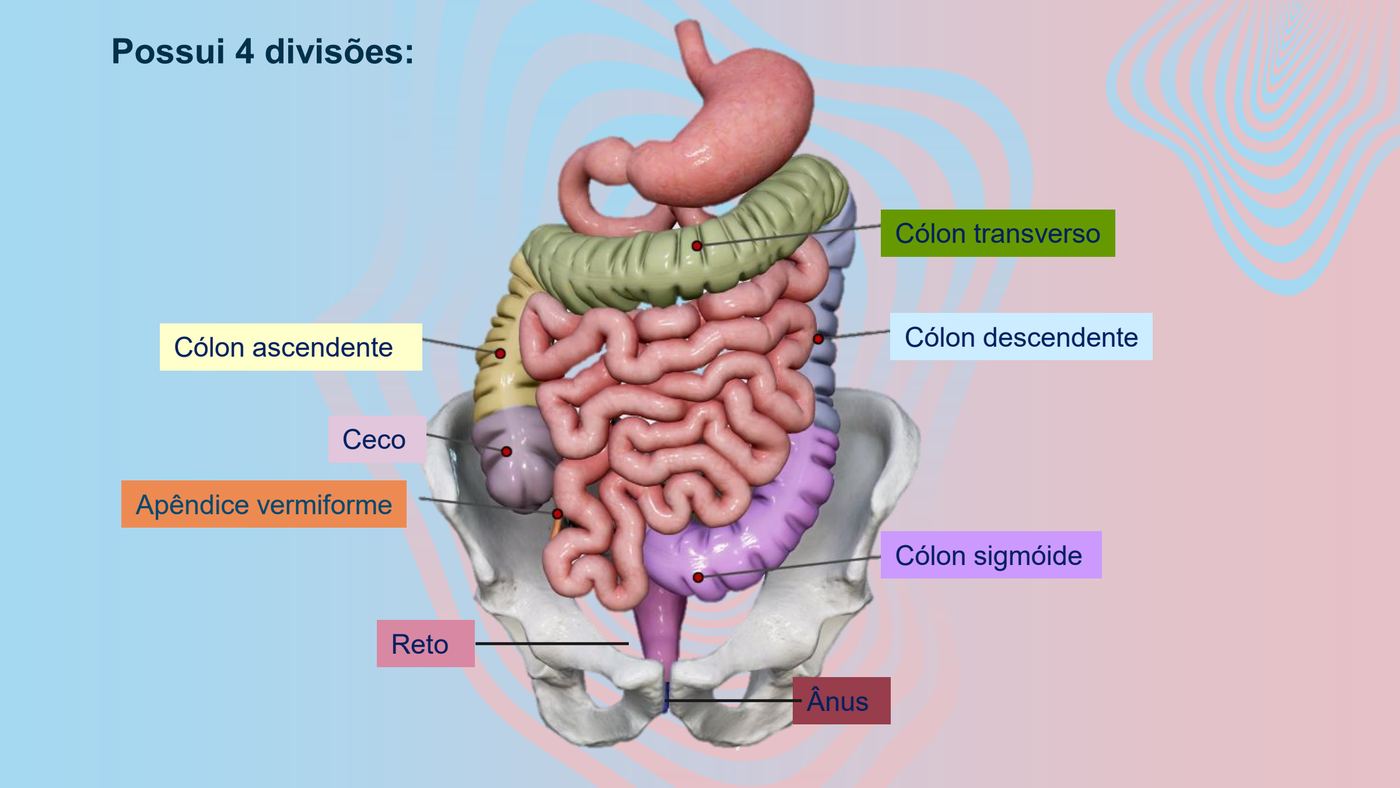 Possui 4 divisões:
Cólon transverso
Cólon descendente
Cólon ascendente
Ceco
Apêndice vermiforme
Cólon sigmóide
Reto
Ânus